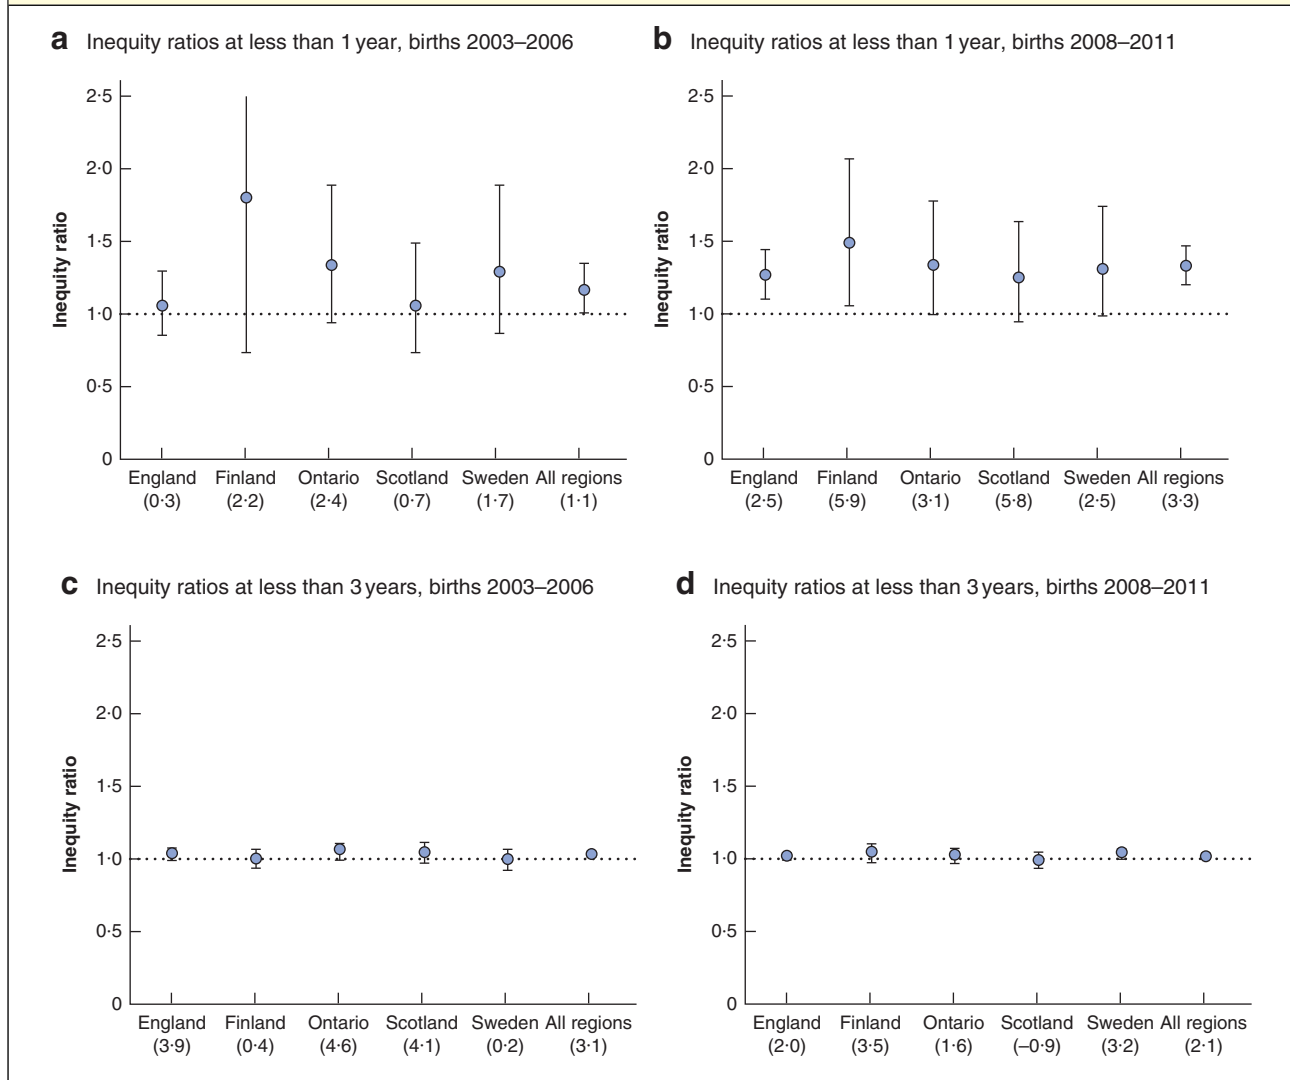 a Inequity ratios at less than 1 year, births 2003–2006
2·5
2·0
1·5
1·0
0·5
0
Inequity ratio
England Finland Ontario Scotland Sweden All regions
(0·3) (2·2) (2·4) (0·7) (1·7) (1·1)
b Inequity ratios at less than 1 year, births 2008–2011
2·5
2·0
1·5
1·0
0·5
0
Inequity ratio
England Finland Ontario Scotland Sweden All regions
(2·5) (5·9) (3·1) (5·8) (2·5) (3·3)
c Inequity ratios at less than 3 years, births 2003–2006
2·5
2·0
1·5
1·0
0·5
0
Inequity ratio
England Finland Ontario Scotland Sweden All regions
(3·9) (0·4) (4·6) (4·1) (0·2) (3·1)
d Inequity ratios at less than 3 years, births 2008–2011
2·5
2·0
1·5
1·0
0·5
0
Inequity ratio
England Finland Ontario Scotland Sweden All regions
(2·0) (3·5) (1·6) (–0·9) (3·2) (2·1)